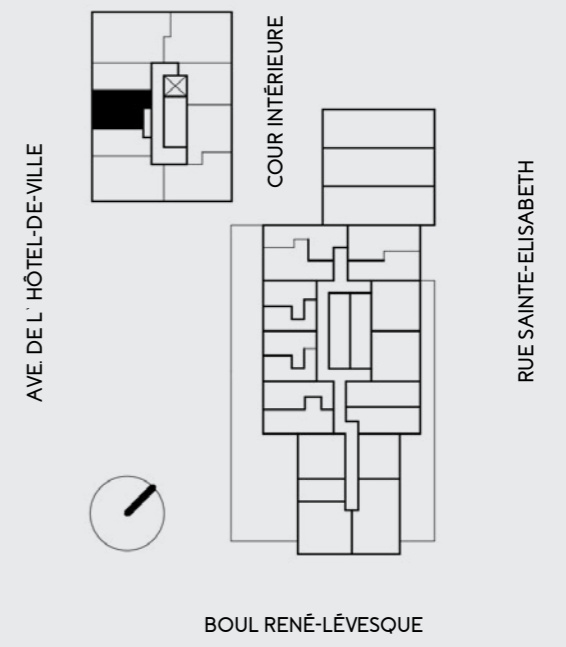 COUR INTÉRIEURE
AVE. DE L` HÔTEL-DE-VILLE
RUE SAINTE-ELISABETH
BOUL RENÉ-LÉVESQUE